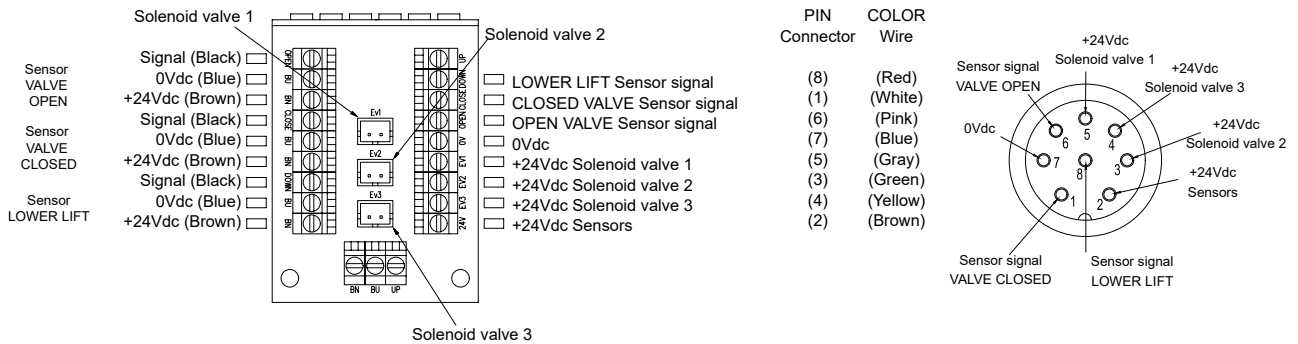 Solenoid valve 1
Solenoid valve 2
Sensor
VALVE
OPEN
Signal (Black)
0Vdc (Blue)
+24Vdc (Brown)
Sensor
VALVE
CLOSED
Signal (Black)
0Vdc (Blue)
+24Vdc (Brown)
Sensor
LOWER LIFT
Signal (Black)
0Vdc (Blue)
+24Vdc (Brown)
OPEN
BU
BN
CLOSE
BU
BN
DOWN
BU
BN
Ev1
Ev2
Ev3
UP
DOWN
CLOSE
OPEN
0V
EV1
EV2
EV3
24V
BN BU UP
LOWER LIFT Sensor signal
CLOSED VALVE Sensor signal
OPEN VALVE Sensor signal
0Vdc
+24Vdc Solenoid valve 1
+24Vdc Solenoid valve 2
+24Vdc Solenoid valve 3
+24Vdc Sensors
Solenoid valve 3
PIN COLOR
Connector Wire
(8) (Red)
(1) (White)
(6) (Pink)
(7) (Blue)
(5) (Gray)
(3) (Green)
(4) (Yellow)
(2) (Brown)
+24Vdc
Solenoid valve 1
Sensor signal
VALVE OPEN
+24Vdc
Solenoid valve 3
0Vdc
+24Vdc
Solenoid valve 2
+24Vdc
Sensors
5
6
4
7
8
3
1
2
Sensor signal
VALVE CLOSED
Sensor signal
LOWER LIFT